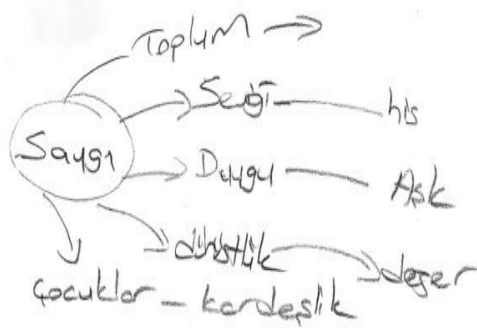 Toplum
Sevgi his
Saygı
Duygu Aşk
dürüstlük değer
Çocuklar - kardeşlik